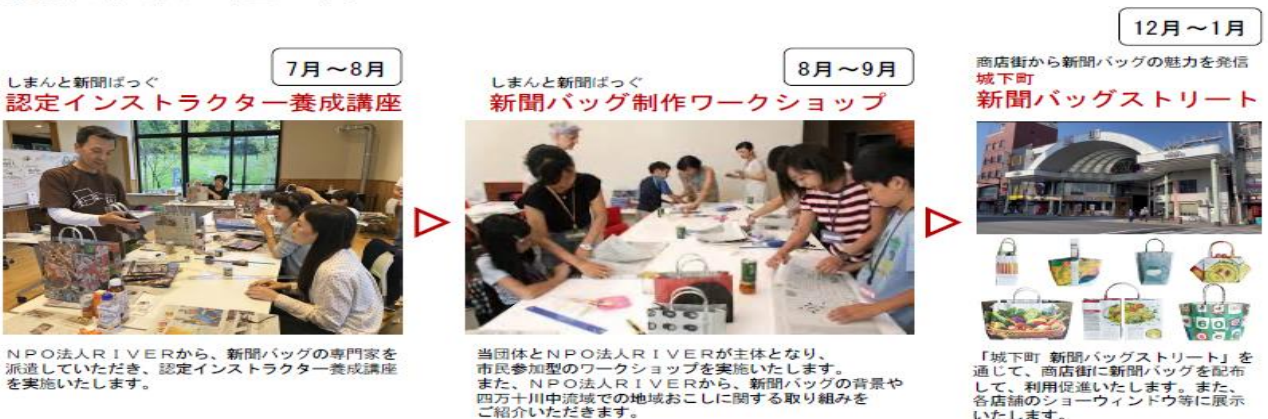 7月～8月
しまんと新聞ばっぐ
認定インストラクター養成講座
NPO法人RIVERから、新聞バッグの専門家を
派遣していただき、認定インストラクター養成講座
を実施いたします。
8月～9月
しまんと新聞ばっぐ
新聞バッグ制作ワークショップ
当団体とNPO法人RIVERが主体となり、
市民参加型のワークショップを実施いたします。
また、NPO法人RIVERから、新聞バッグの背景や
四万十川中流域での地域おこしに関する取り組みを
ご紹介いただきます。
12月～1月
商店街から新聞バッグの魅力を発信
城下町
新聞バッグストリート
「城下町 新聞バッグストリート」を
通じて、商店街に新聞バッグを配布
して、利用促進いたします。また、
各店舗のショーウィンドウ等に展示
いたします。